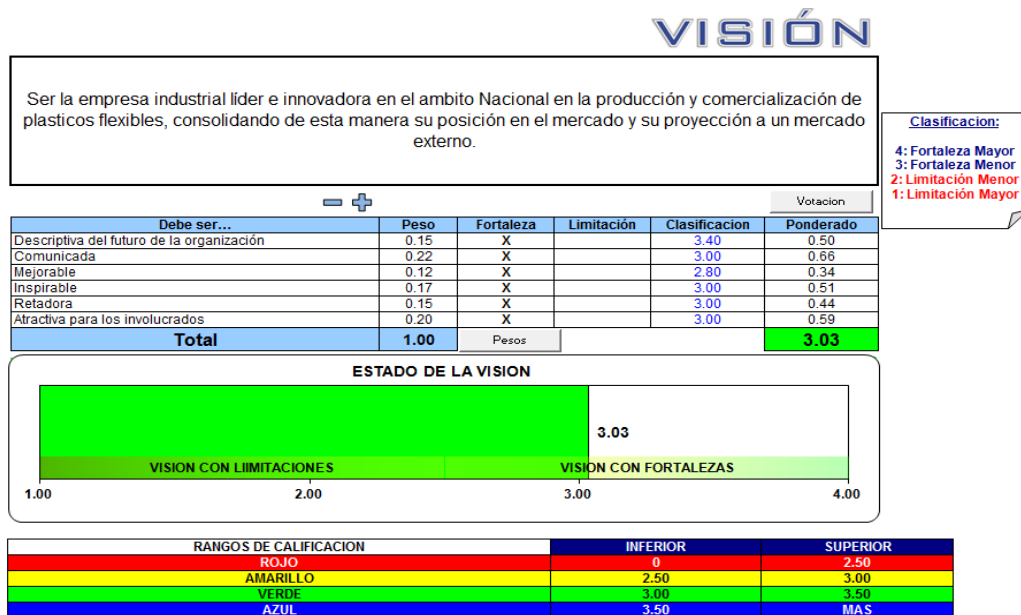 VISIÓN
Ser la empresa industrial líder e innovadora en el ambito Nacional en la producción y comercialización de
plasticos flexibles, consolidando de esta manera su posición en el mercado y su proyección a un mercado
externo.
Clasificacion:
4: Fortaleza Mayor
3: Fortaleza Menor
2: Limitación Menor
1: Limitación Mayor
Votacion
Debe ser... Peso Fortaleza Limitación Clasificacion Ponderado
Descriptiva del futuro de la organización 0.15 X 3.40 0.50
Comunicada 0.22 X 3.00 0.66
Mejorable 0.12 X 2.80 0.34
Inspirable 0.17 X 3.00 0.51
Retadora 0.15 X 3.00 0.44
Atractiva para los involucrados 0.20 X 3.00 0.59
Total 1.00 Pesos 3.03
ESTADO DE LA VISION
3.03
VISION CON LIIMITACIONES VISION CON FORTALEZAS
1.00 2.00 3.00 4.00
RANGOS DE CALIFICACION INFERIOR SUPERIOR
ROJO 0 2.50
AMARILLO 2.50 3.00
VERDE 3.00 3.50
AZUL 3.50 MAS